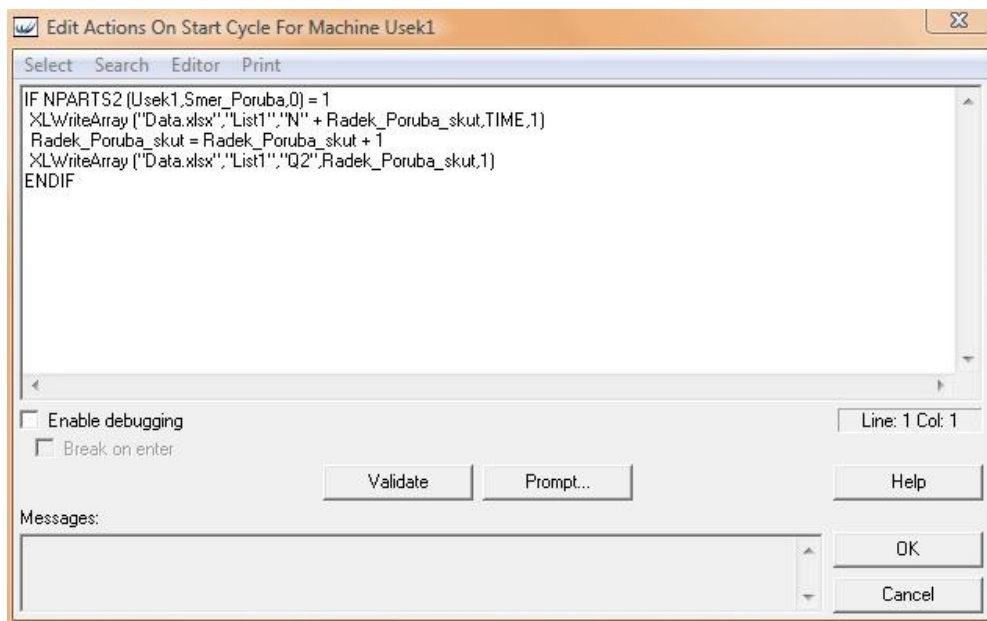 Edit Actions On Start Cycle For Machine Usek1
Select Search Editor Print
IF NPARTS2 (Usek1,Smer_Poruba,0) = 1
XLWriteArray ("Data.xlsx","List1","N" + Radek_Poruba_skut,TIME,1)
Radek_Poruba_skut = Radek_Poruba_skut + 1
XLWriteArray ("Data.xlsx","List1","Q2",Radek_Poruba_skut,1)
ENDIF
Enable debugging
Line: 1 Col: 1
Break on enter
Validate
Prompt...
Help
Messages:
OK
Cancel